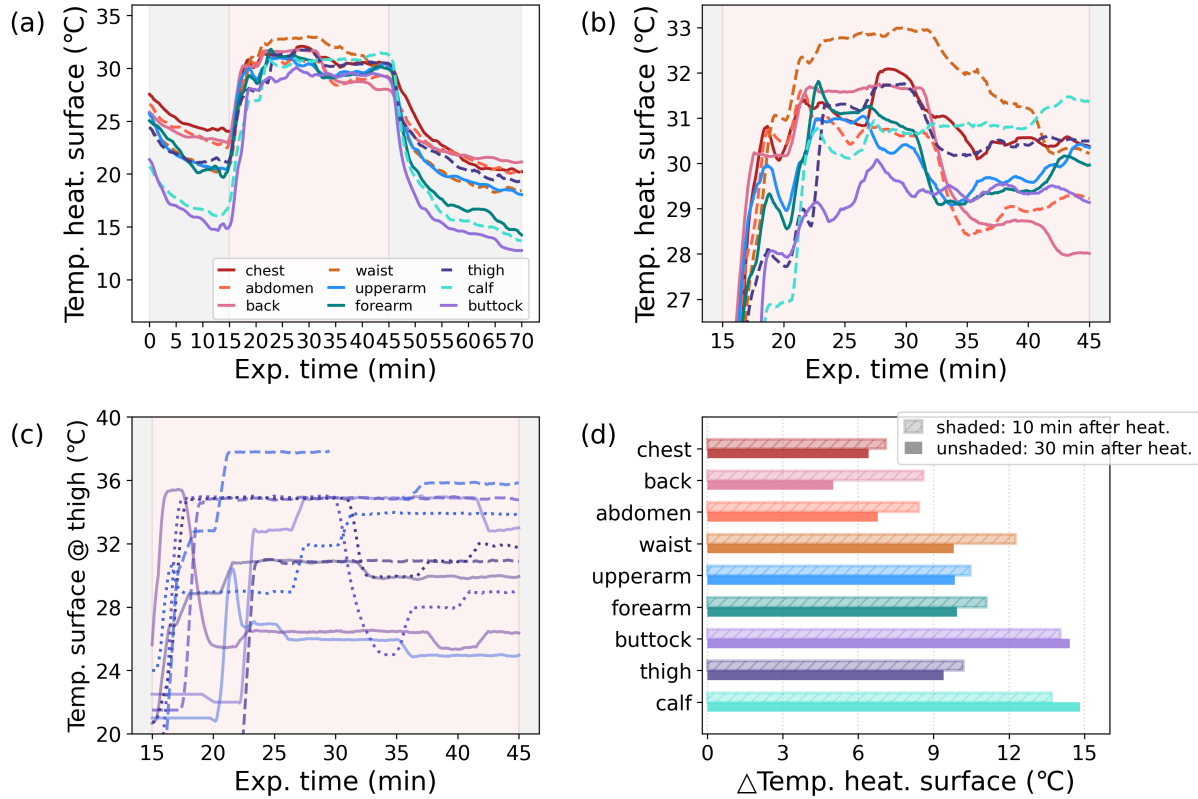 (a)
Temp. heat. surface (℃)
35
30
25
20
15
10
0 5 10 15 20 25 30 35 40 45 50 55 60 65 70
Exp. time (min)
chest waist thigh
abdomen upperarm calf
back forearm buttock
(b)
Temp. heat. surface (℃)
33
32
31
30
29
28
27
15 20 25 30 35 40 45
Exp. time (min)
(c)
Temp. surface @ thigh (℃)
40
36
32
28
24
20
15 20 25 30 35 40 45
Exp. time (min)
(d)
shaded: 10 min after heat.
unshaded: 30 min after heat.
chest
back
abdomen
waist
upperarm
forearm
buttock
thigh
calf
0 3 6 9 12 15
△Temp. heat. surface (℃)